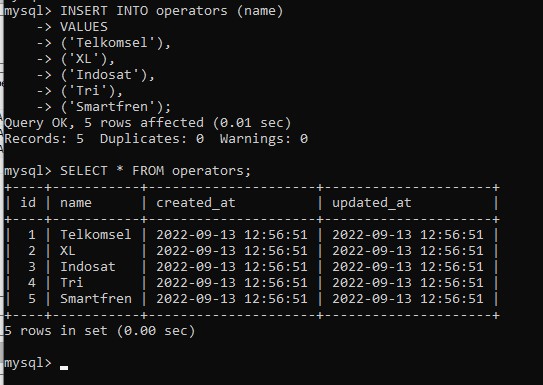 mysql> INSERT INTO operators (name)
    -> VALUES
    -> ('Telkomsel'),
    -> ('XL'),
    -> ('Indosat'),
    -> ('Tri'),
    -> ('Smartfren');
Query OK, 5 rows affected (0.01 sec)
Records: 5  Duplicates: 0  Warnings: 0

mysql> SELECT * FROM operators;
+----+-----------+---------------------+---------------------+
| id | name      | created_at          | updated_at          |
+----+-----------+---------------------+---------------------+
|  1 | Telkomsel | 2022-09-13 12:56:51 | 2022-09-13 12:56:51 |
|  2 | XL        | 2022-09-13 12:56:51 | 2022-09-13 12:56:51 |
|  3 | Indosat   | 2022-09-13 12:56:51 | 2022-09-13 12:56:51 |
|  4 | Tri       | 2022-09-13 12:56:51 | 2022-09-13 12:56:51 |
|  5 | Smartfren | 2022-09-13 12:56:51 | 2022-09-13 12:56:51 |
+----+-----------+---------------------+---------------------+
5 rows in set (0.00 sec)

mysql>